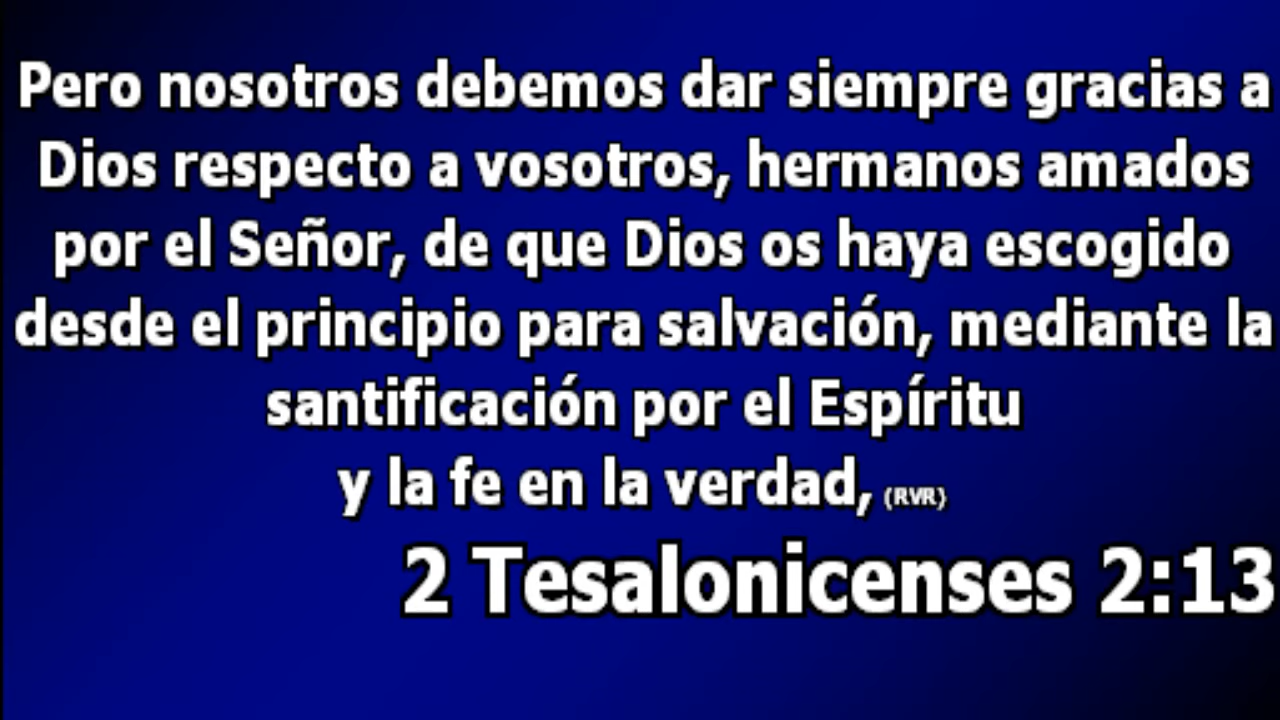 Pero nosotros debemos dar siempre gracias a
Dios respecto a vosotros, hermanos amados
por el Señor, de que Dios os haya escogido
desde el principio para salvación, mediante la
santificación por el Espíritu
y la fe en la verdad, (RVR)
2 Tesalonicenses 2:13